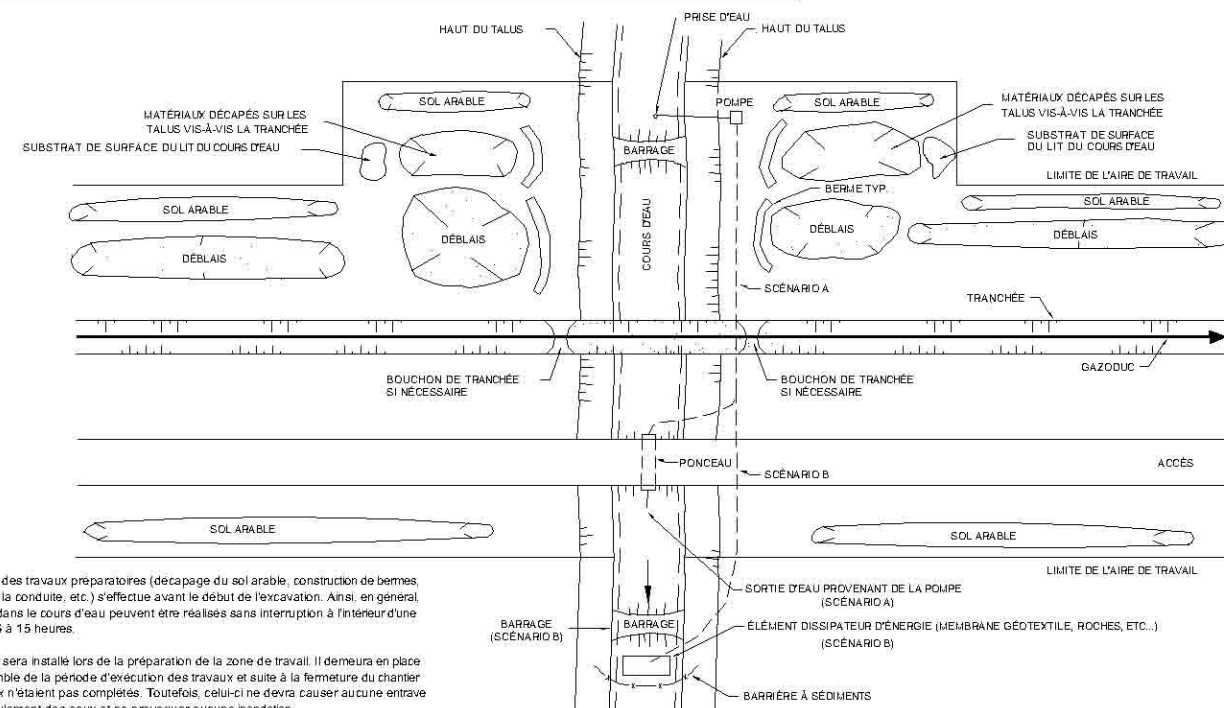 PRISE D'EAU
HAUT DU TALUS
HAUT DU TALUS
SOL ARABLE
POMPE
SOL ARABLE
MATÉRIAUX DÉCAPÉS SUR LES
TALUS VIS-À-VIS LA TRANCHÉE
MATÉRIAUX DÉCAPÉS SUR LES
TALUS VIS-À-VIS LA TRANCHÉE
SUBSTRAT DE SURFACE DU LIT DU COURS D'EAU
BARRAGE
SUBSTRAT DE SURFACE
DU LIT DU COURS D'EAU
LIMITE DE L'AIRE DE TRAVAIL
BERME TYP.
SOL ARABLE
SOL ARABLE
COURS D'EAU
DÉBLAIS
DÉBLAIS
DÉBLAIS
DÉBLAIS
SCÉNARIO A
TRANCHÉE
GAZODUC
BOUCHON DE TRANCHÉE
SI NÉCESSAIRE
BOUCHON DE TRANCHÉE
SI NÉCESSAIRE
PONCEAU
SCÉNARIO B
ACCÈS
SOL ARABLE
SOL ARABLE
LIMITE DE L'AIRE DE TRAVAIL
des travaux préparatoires (décapage du sol arable, construction de bermes,
la conduite, etc.) s'effectue avant le début de l'excavation. Ainsi, en général,
dans le cours d'eau peuvent être réalisés sans interruption à l'intérieur d'une
à 15 heures.
SORTIE D'EAU PROVENANT DE LA POMPE
(SCÉNARIO A)
BARRAGE
(SCÉNARIO B)
BARRAGE
ÉLÉMENT DISSIPATEUR D'ÉNERGIE (MEMBRANE GÉOTEXTILE, ROCHES, ETC...)
(SCÉNARIO B)
sera installé lors de la préparation de la zone de travail. Il demeura en place
de la période d'exécution des travaux et suite à la fermeture du chantier
n'étaient pas complétés. Toutefois, celui-ci ne devra causer aucune entrave
des eaux et ne provoquer aucune inondation.
BARRIÈRE À SÉDIMENTS